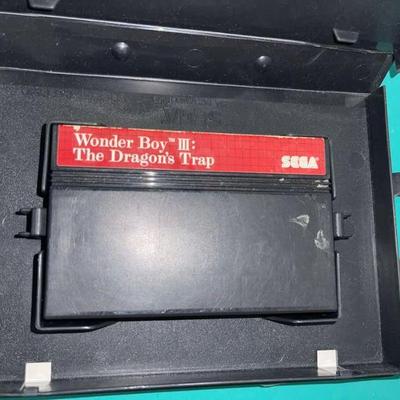 Wonder Boy™ III:
The Dragon's Trap
SEGA®